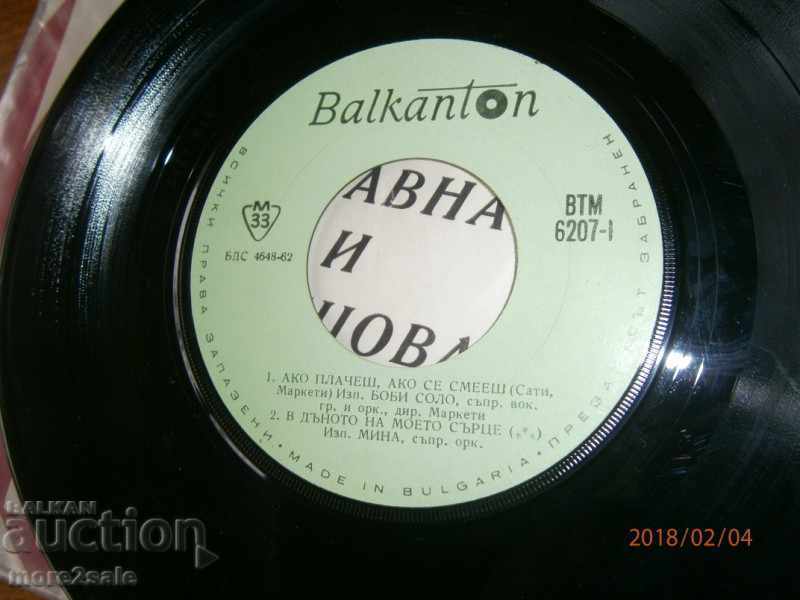 Balkanton
М
33
БДС 4648-62
ВТМ
6207-I
АВНА
И
ШОВА
1. АКО ПЛАЧЕШ, АКО СЕ СМЕЕШ (Сати,
Маркети) Изп. БОБИ СОЛО, съпр. вок.
гр. и орк., дир. Маркети
2. В ДЪНОТО НА МОЕТО СЪРЦЕ (***)
Изп. МИНА, съпр. орк.
ВСИЧКИ ПРАВА ЗАПАЗЕНИ. MADE IN BULGARIA. ПРЕЗАПИСЪТ ЗАБРАНЕН
BALKAN
auction
more2sale
2018/02/04